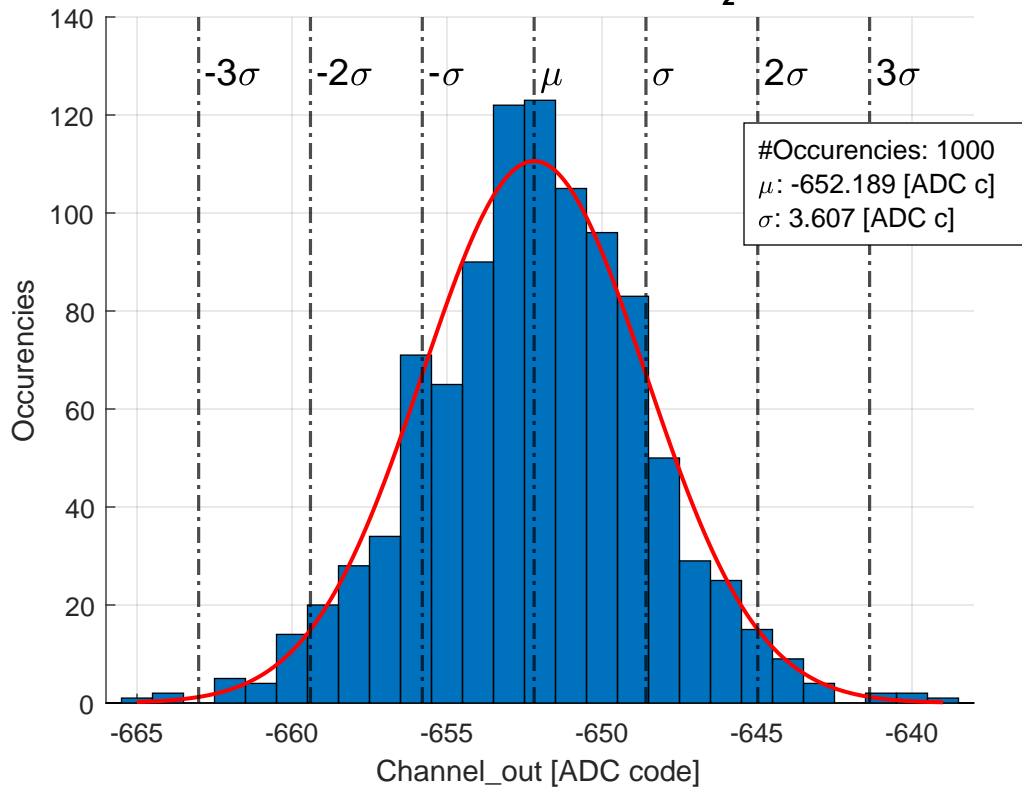 2
-3σ -2σ -σ μ σ 2σ 3σ
#Occurencies: 1000
μ: -652.189 [ADC c]
σ: 3.607 [ADC c]
140
120
100
80
60
40
20
0
Occurencies
-665 -660 -655 -650 -645 -640
Channel_out [ADC code]